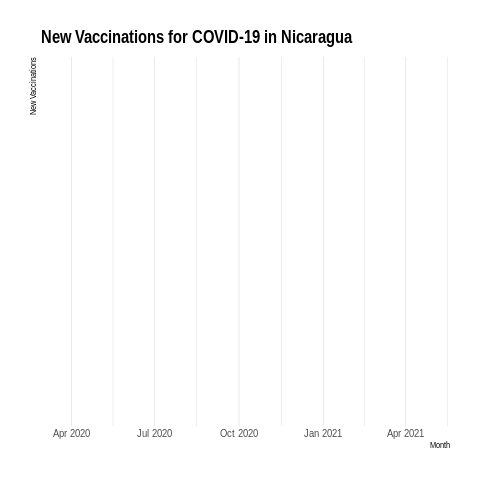 New Vaccinations for COVID-19 in Nicaragua
New Vaccinations
Apr 2020 Jul 2020 Oct 2020 Jan 2021 Apr 2021
Month